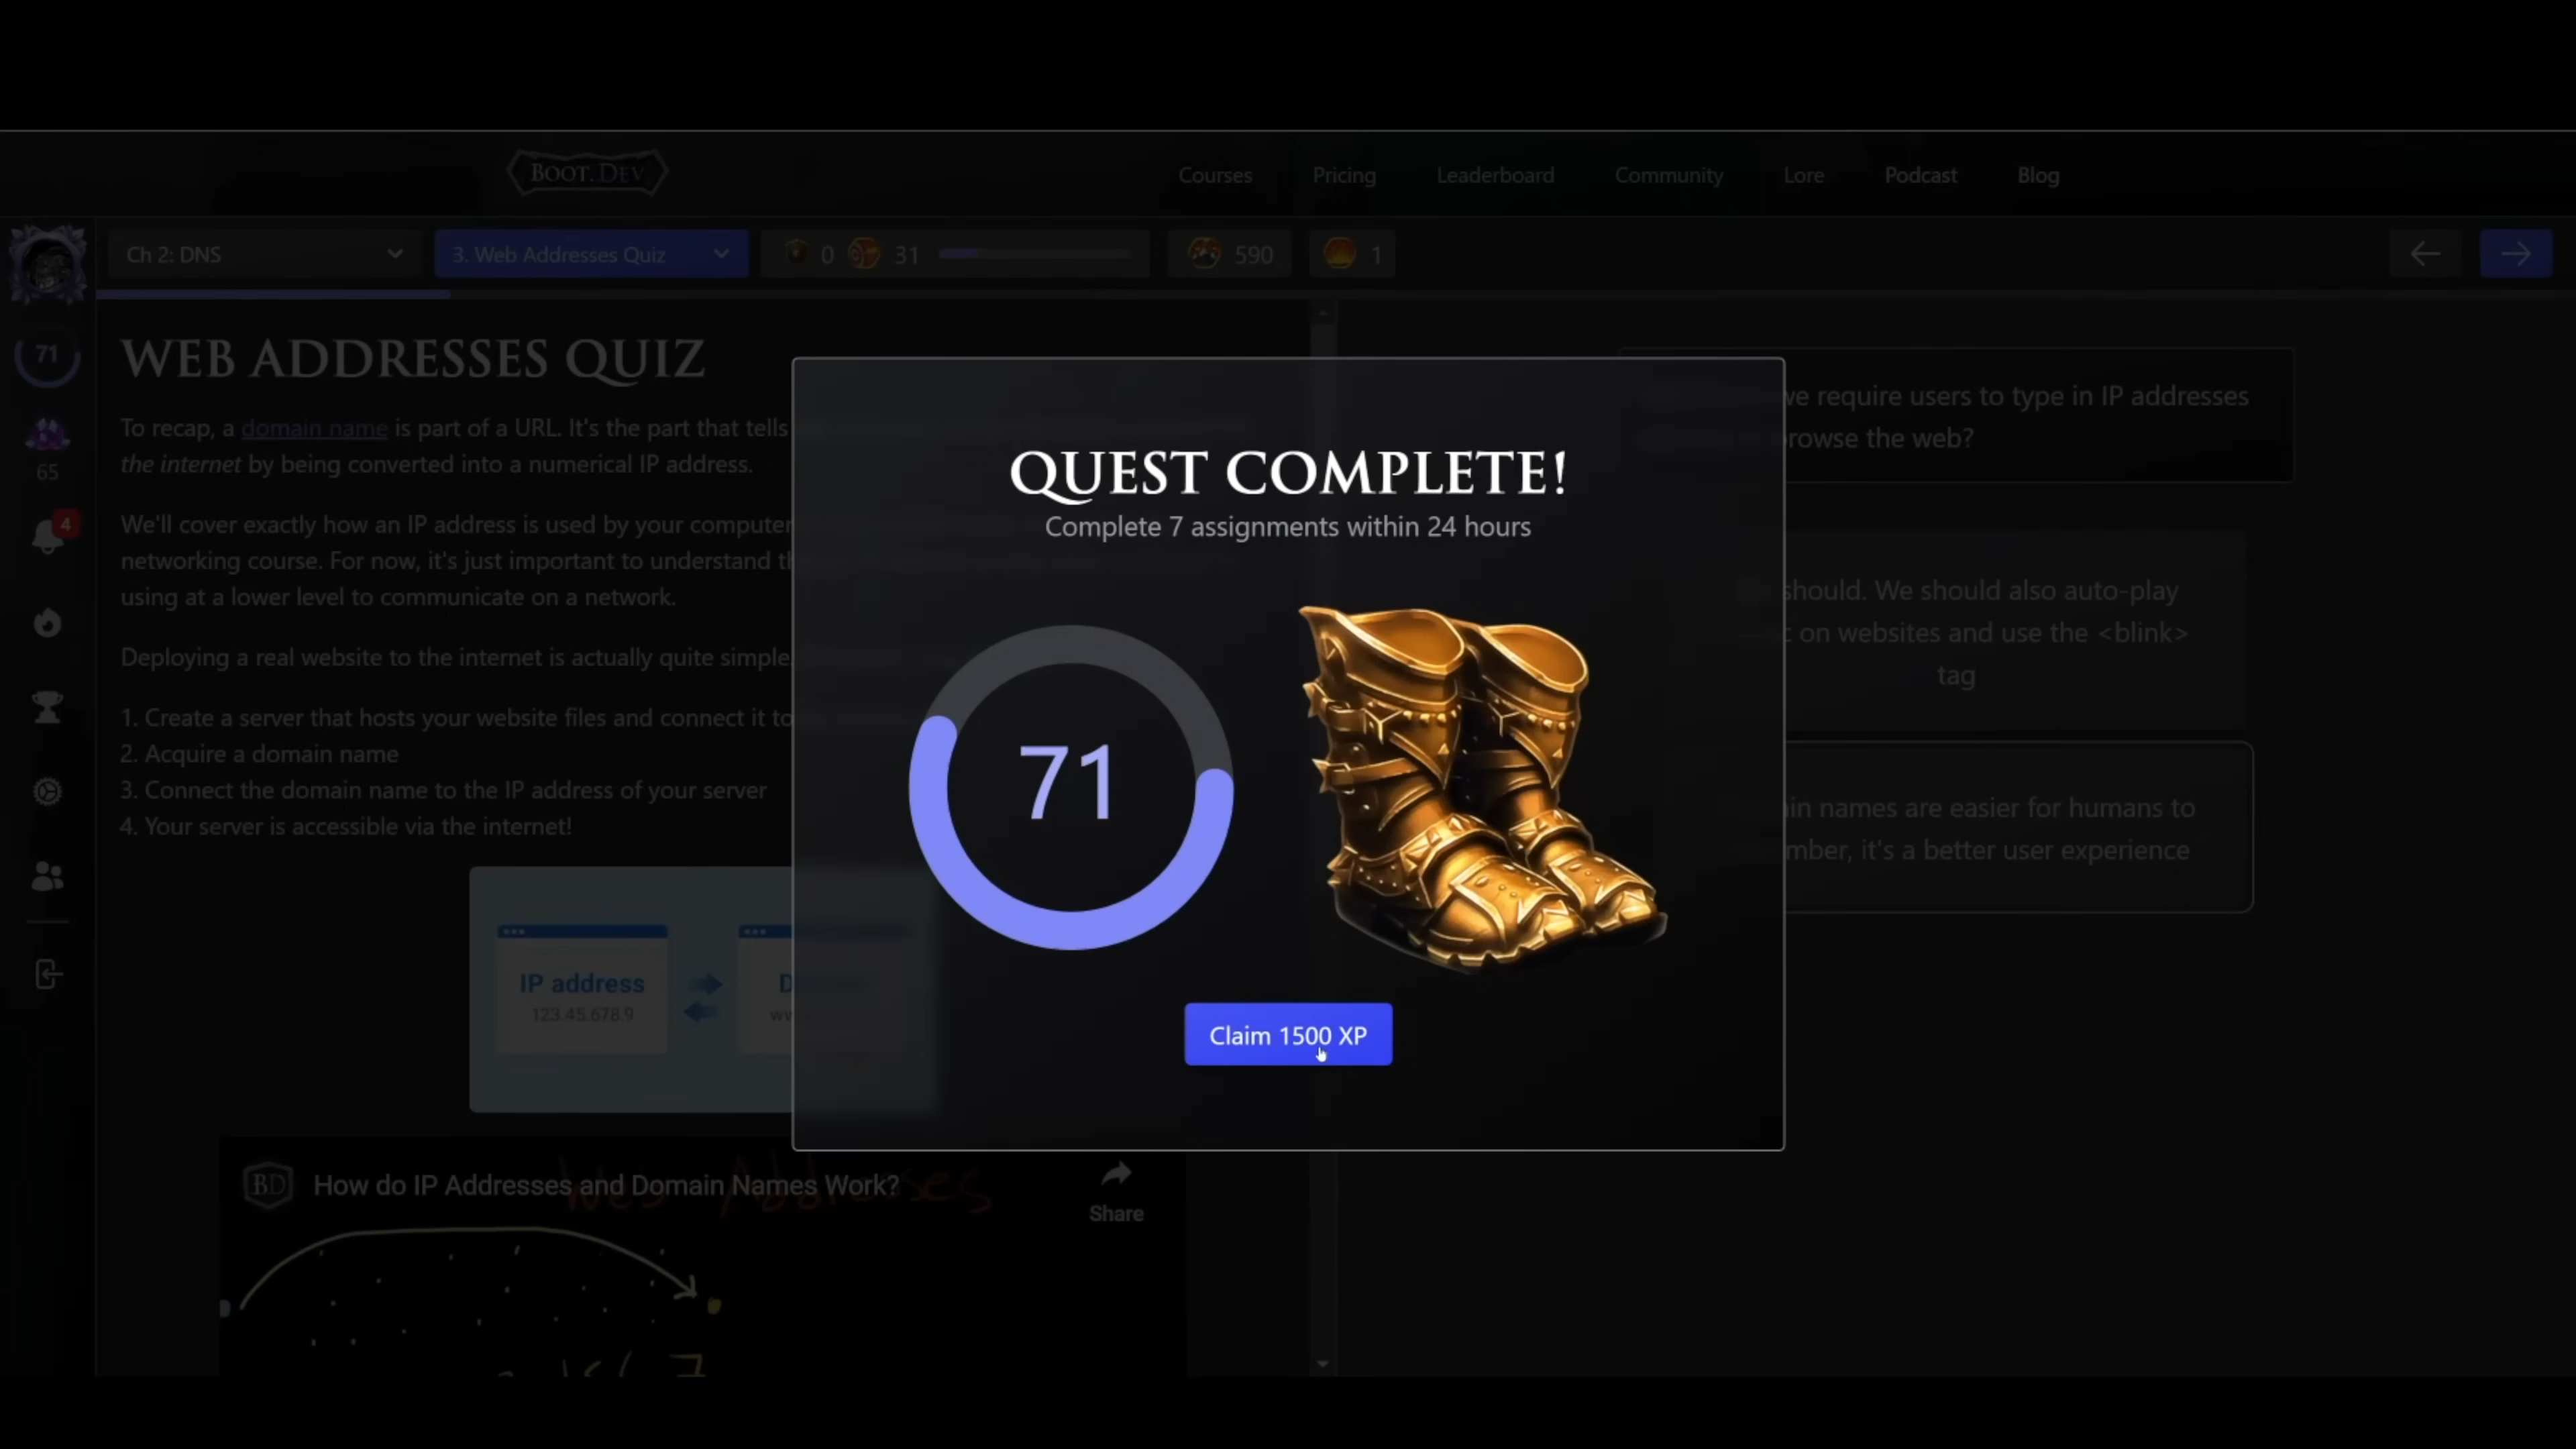 BOOT.DEV
Courses
Pricing
Leaderboard
Community
Lore
Podcast
Blog
Ch 2: DNS
3. Web Addresses Quiz
0
31
590
1
71
65
4
WEB ADDRESSES QUIZ
To recap, a domain name is part of a URL. It's the part that tells
the internet by being converted into a numerical IP address.
We'll cover exactly how an IP address is used by your computer
networking course. For now, it's just important to understand
using at a lower level to communicate on a network.
Deploying a real website to the internet is actually quite simple.
1. Create a server that hosts your website files and connect it to
2. Acquire a domain name
3. Connect the domain name to the IP address of your server
4. Your server is accessible via the internet!
IP address
123.45.678.9
How do IP Addresses and Domain Names Work?
Web Addresses
Share
QUEST COMPLETE!
Complete 7 assignments within 24 hours
71
Claim 1500 XP
we require users to type in IP addresses
browse the web?
should. We should also auto-play
on websites and use the <blink>
tag
names are easier for humans to
it's a better user experience